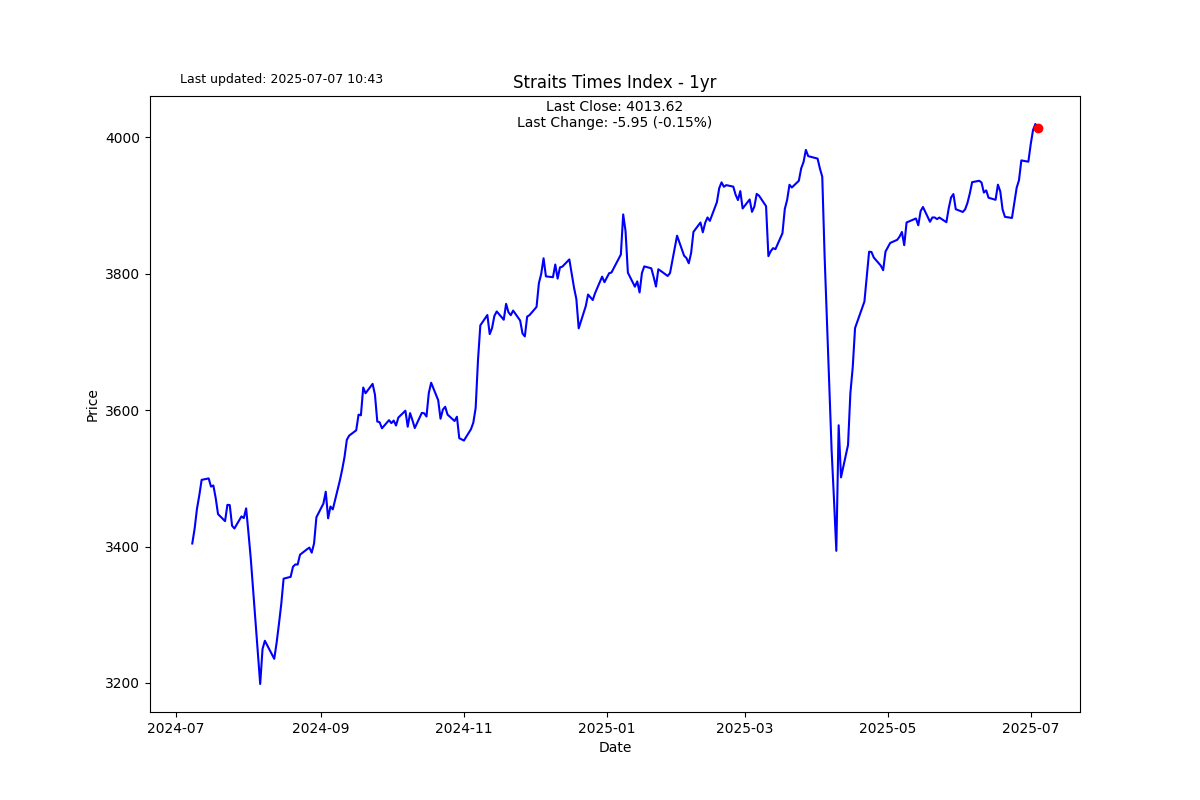 Last updated: 2025-07-07 10:43
Straits Times Index - 1yr
Last Close: 4013.62
Last Change: -5.95 (-0.15%)
4000
3800
3600
3400
3200
Price
2024-07
2024-09
2024-11
2025-01
2025-03
2025-05
2025-07
Date